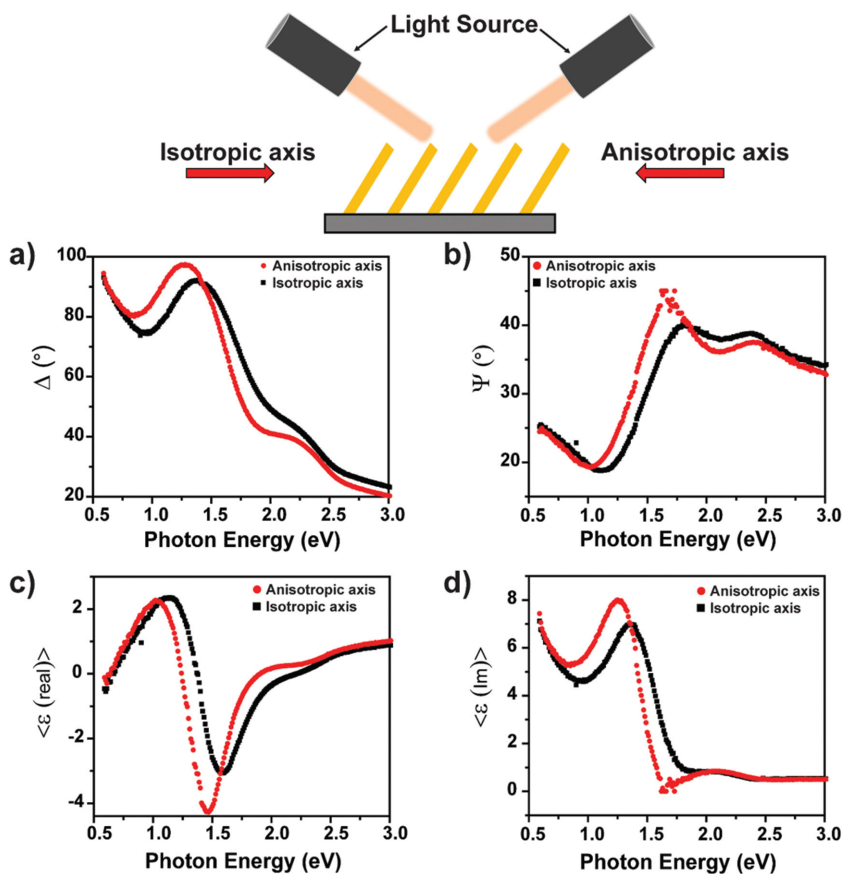 Light Source
Isotropic axis
Anisotropic axis
a)
100
80
60
40
20
Δ (°)
Anisotropic axis
Isotropic axis
0.5 1.0 1.5 2.0 2.5 3.0
Photon Energy (eV)
b)
50
40
30
20
Ψ (°)
Anisotropic axis
Isotropic axis
0.5 1.0 1.5 2.0 2.5 3.0
Photon Energy (eV)
c)
2
0
-2
-4
<ε (real)>
Anisotropic axis
Isotropic axis
0.5 1.0 1.5 2.0 2.5 3.0
Photon Energy (eV)
d)
8
6
4
2
0
<ε (Im)>
Anisotropic axis
Isotropic axis
0.5 1.0 1.5 2.0 2.5 3.0
Photon Energy (eV)